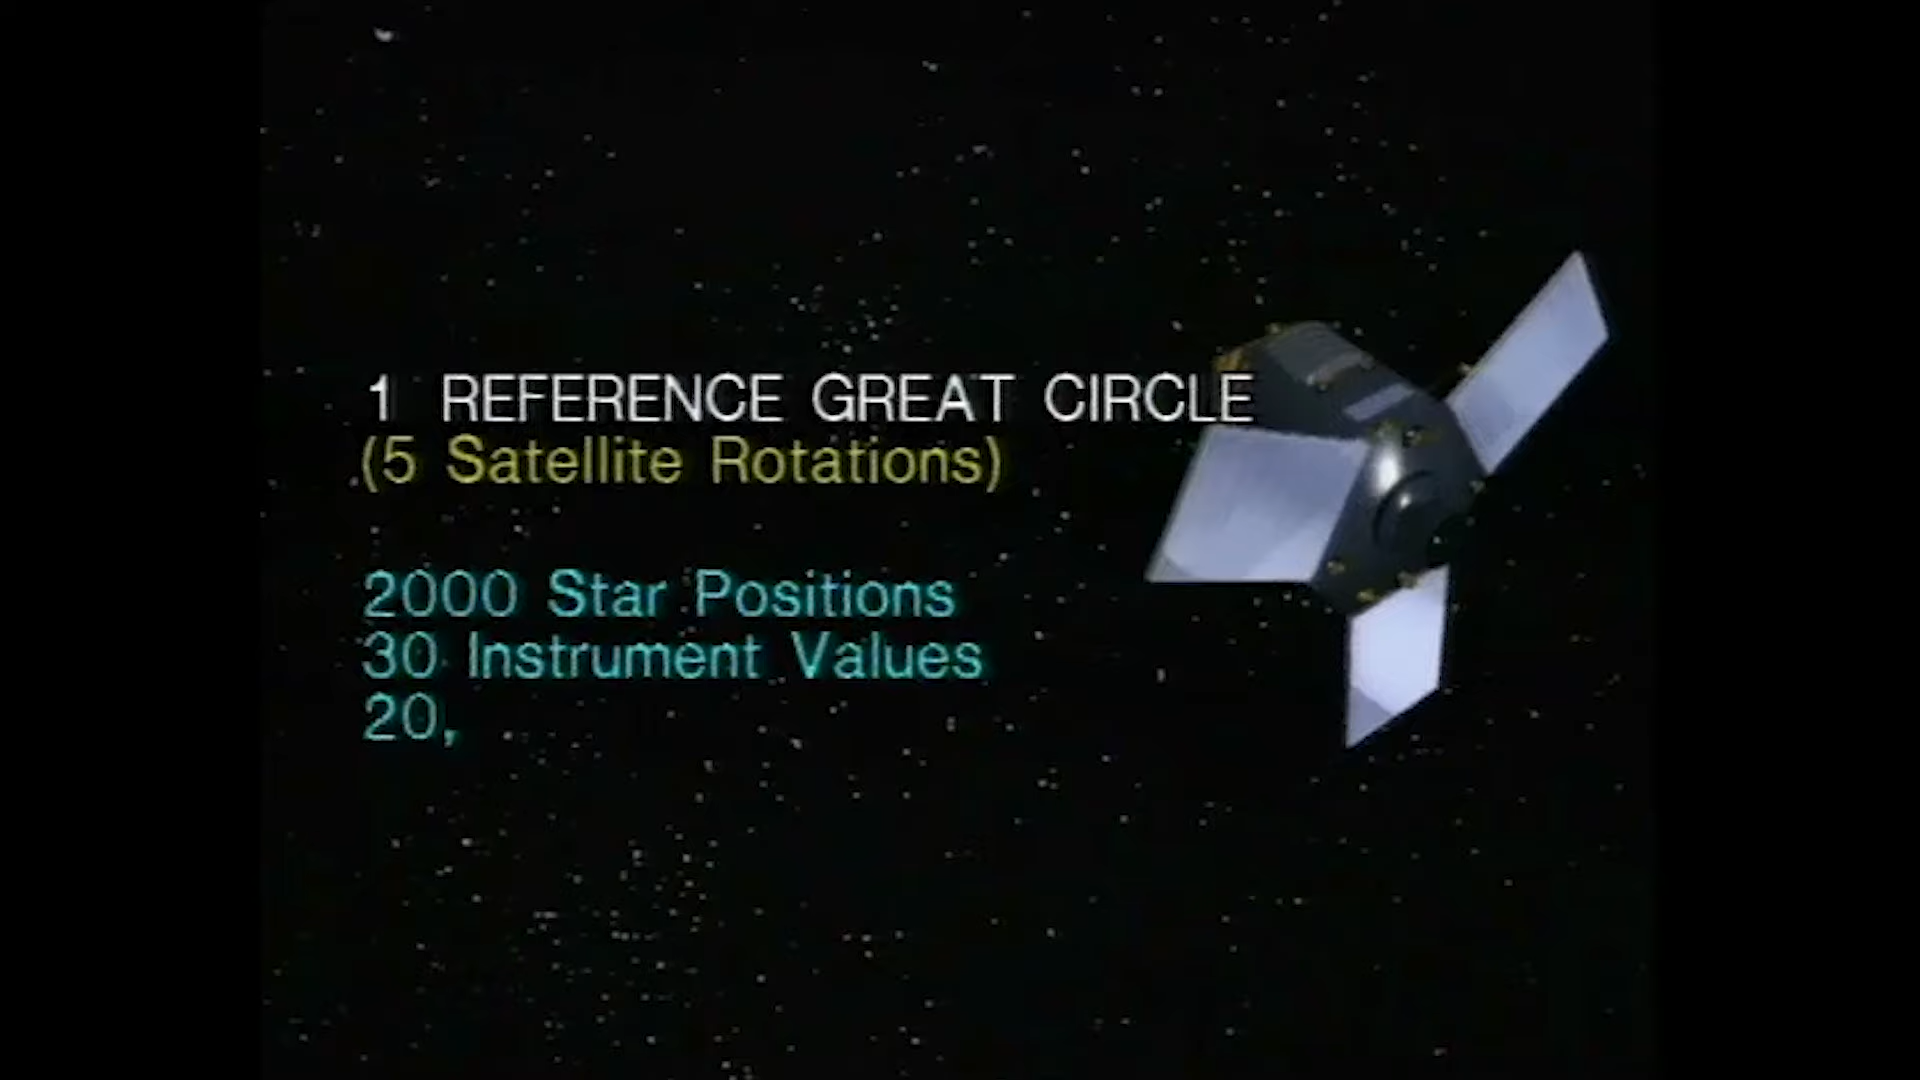 1 REFERENCE GREAT CIRCLE
(5 Satellite Rotations)
2000 Star Positions
30 Instrument Values
20,